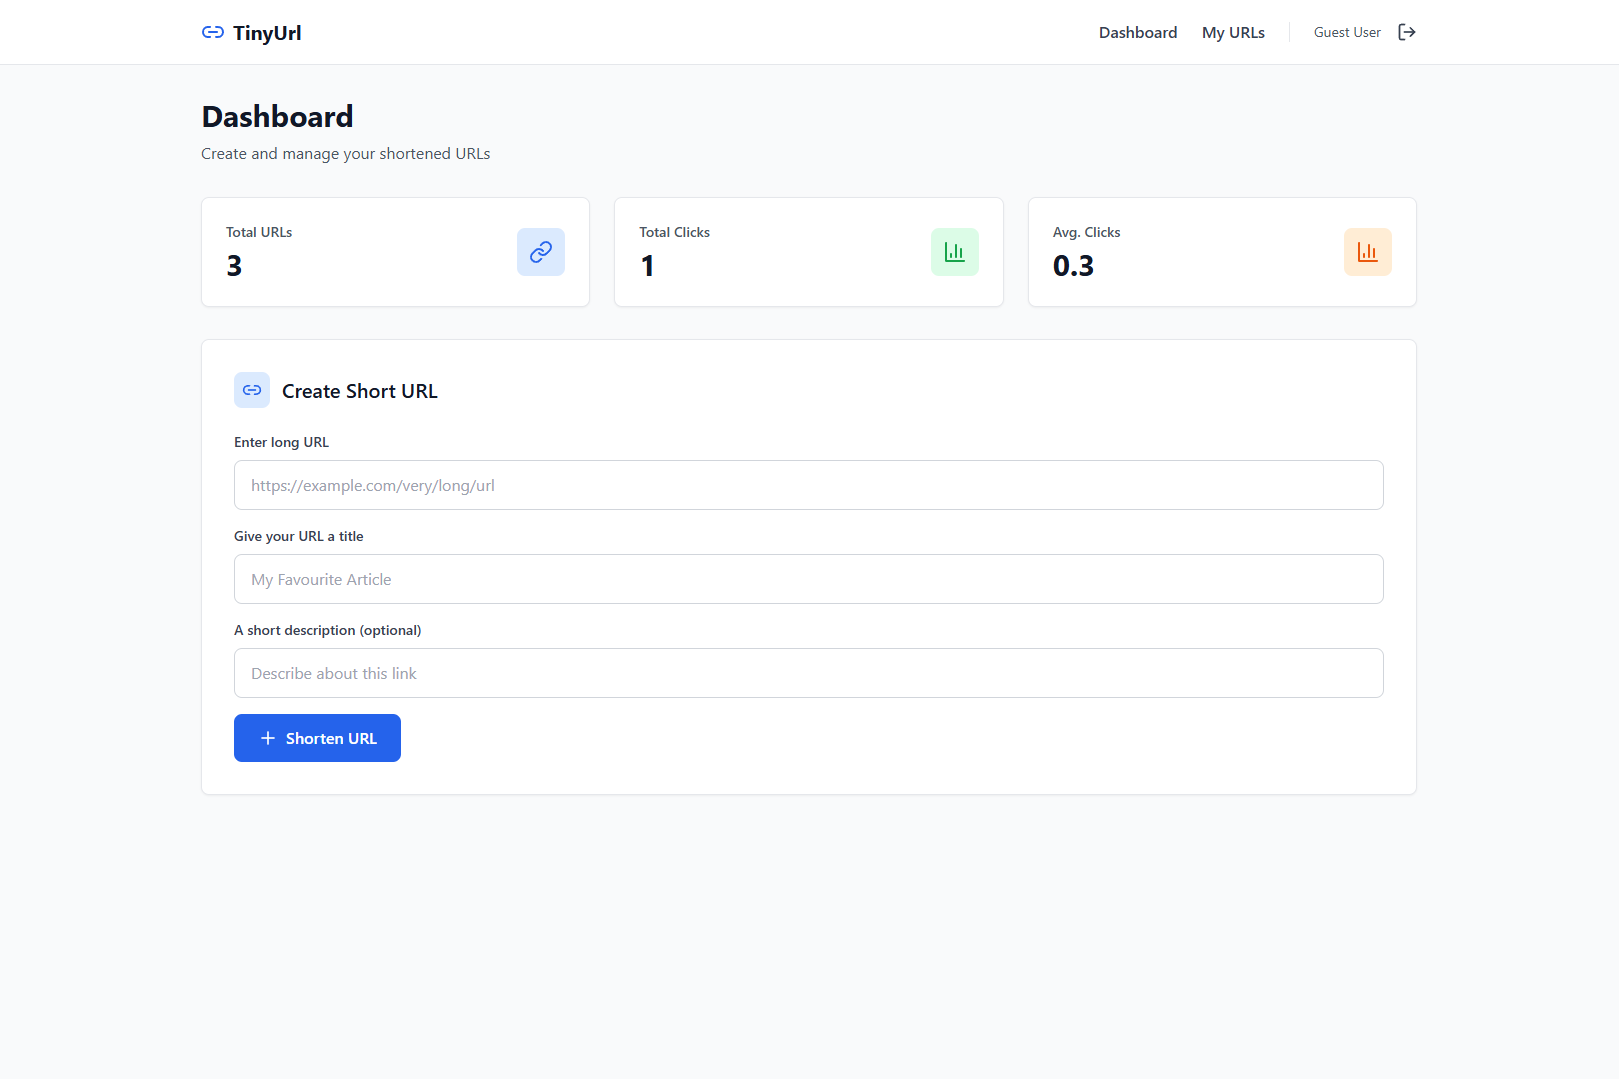 TinyUrl
Dashboard
My URLs
Guest User
Dashboard
Create and manage your shortened URLs
Total URLs
3
Total Clicks
1
Avg. Clicks
0.3
Create Short URL
Enter long URL
https://example.com/very/long/url
Give your URL a title
My Favourite Article
A short description (optional)
Describe about this link
Shorten URL